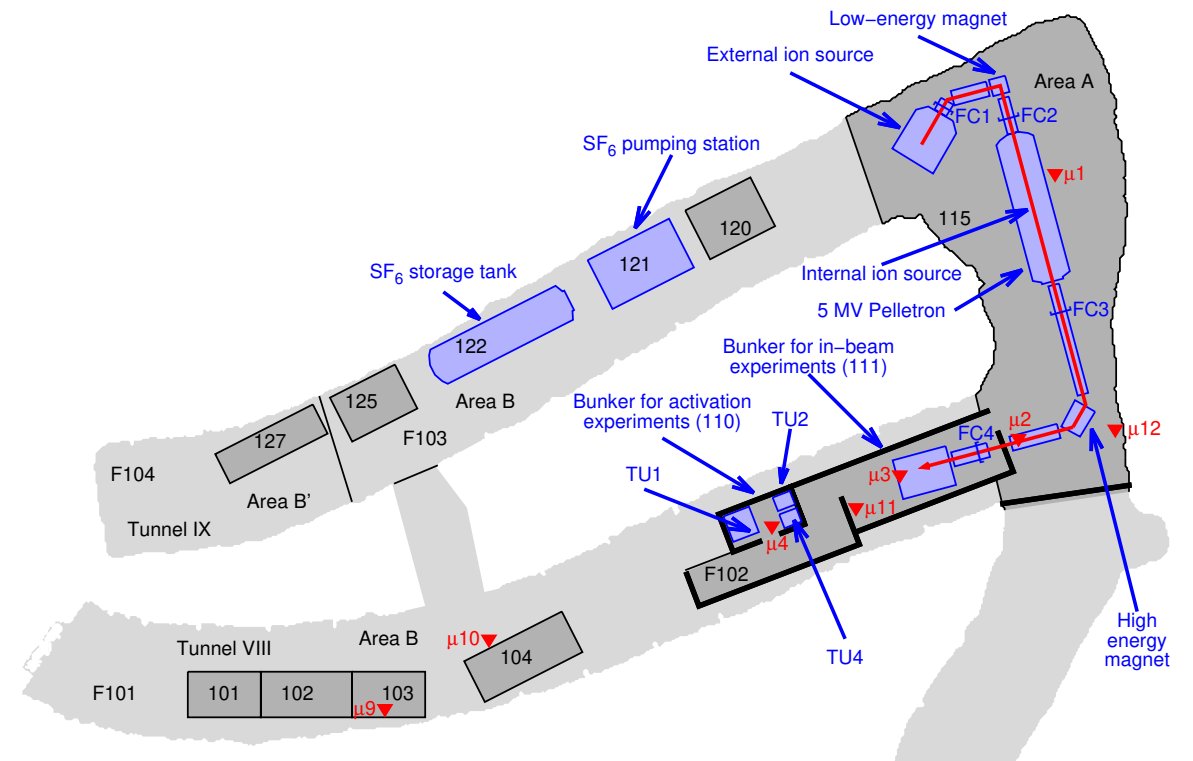 Low−energy magnet
External ion source
Area A
FC1
FC2
SF6 pumping station
μ1
120
115
121
SF6 storage tank
Internal ion source
5 MV Pelletron
FC3
122
Bunker for in−beam
experiments (111)
125
Area B
Bunker for activation
experiments (110)
TU2
FC4
μ2
μ12
127
F103
F104
TU1
μ3
Area B'
μ11
Tunnel IX
μ4
F102
High
energy
magnet
μ10
Tunnel VIII
Area B
104
TU4
F101
101
102
103
μ9